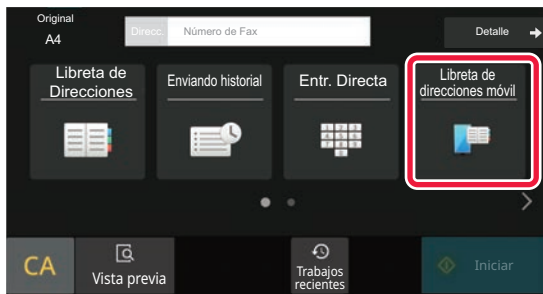 Original
A4
Direcc.
Número de Fax
Detalle
Libreta de
Direcciones
Enviando historial
Entr. Directa
Libreta de
direcciones móvil
CA
Vista previa
Trabajos
recientes
Iniciar